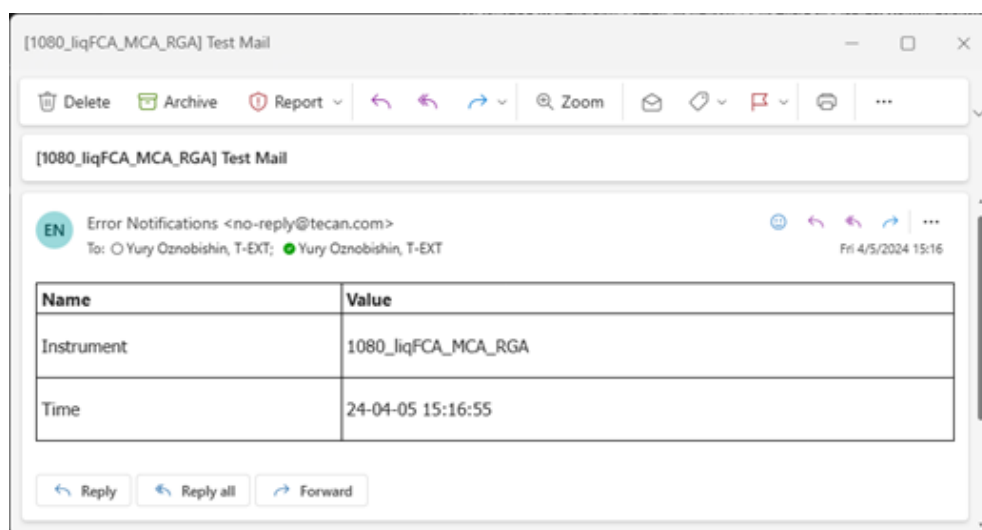 [1080_liqFCA_MCA_RGA] Test Mail
Delete Archive Report Zoom ...
[1080_liqFCA_MCA_RGA] Test Mail
EN Error Notifications <no-reply@tecan.com> ...
To: Yury Oznobishin, T-EXT; Yury Oznobishin, T-EXT Fri 4/5/2024 15:16
Name Value
Instrument 1080_liqFCA_MCA_RGA
Time 24-04-05 15:16:55
Reply Reply all Forward